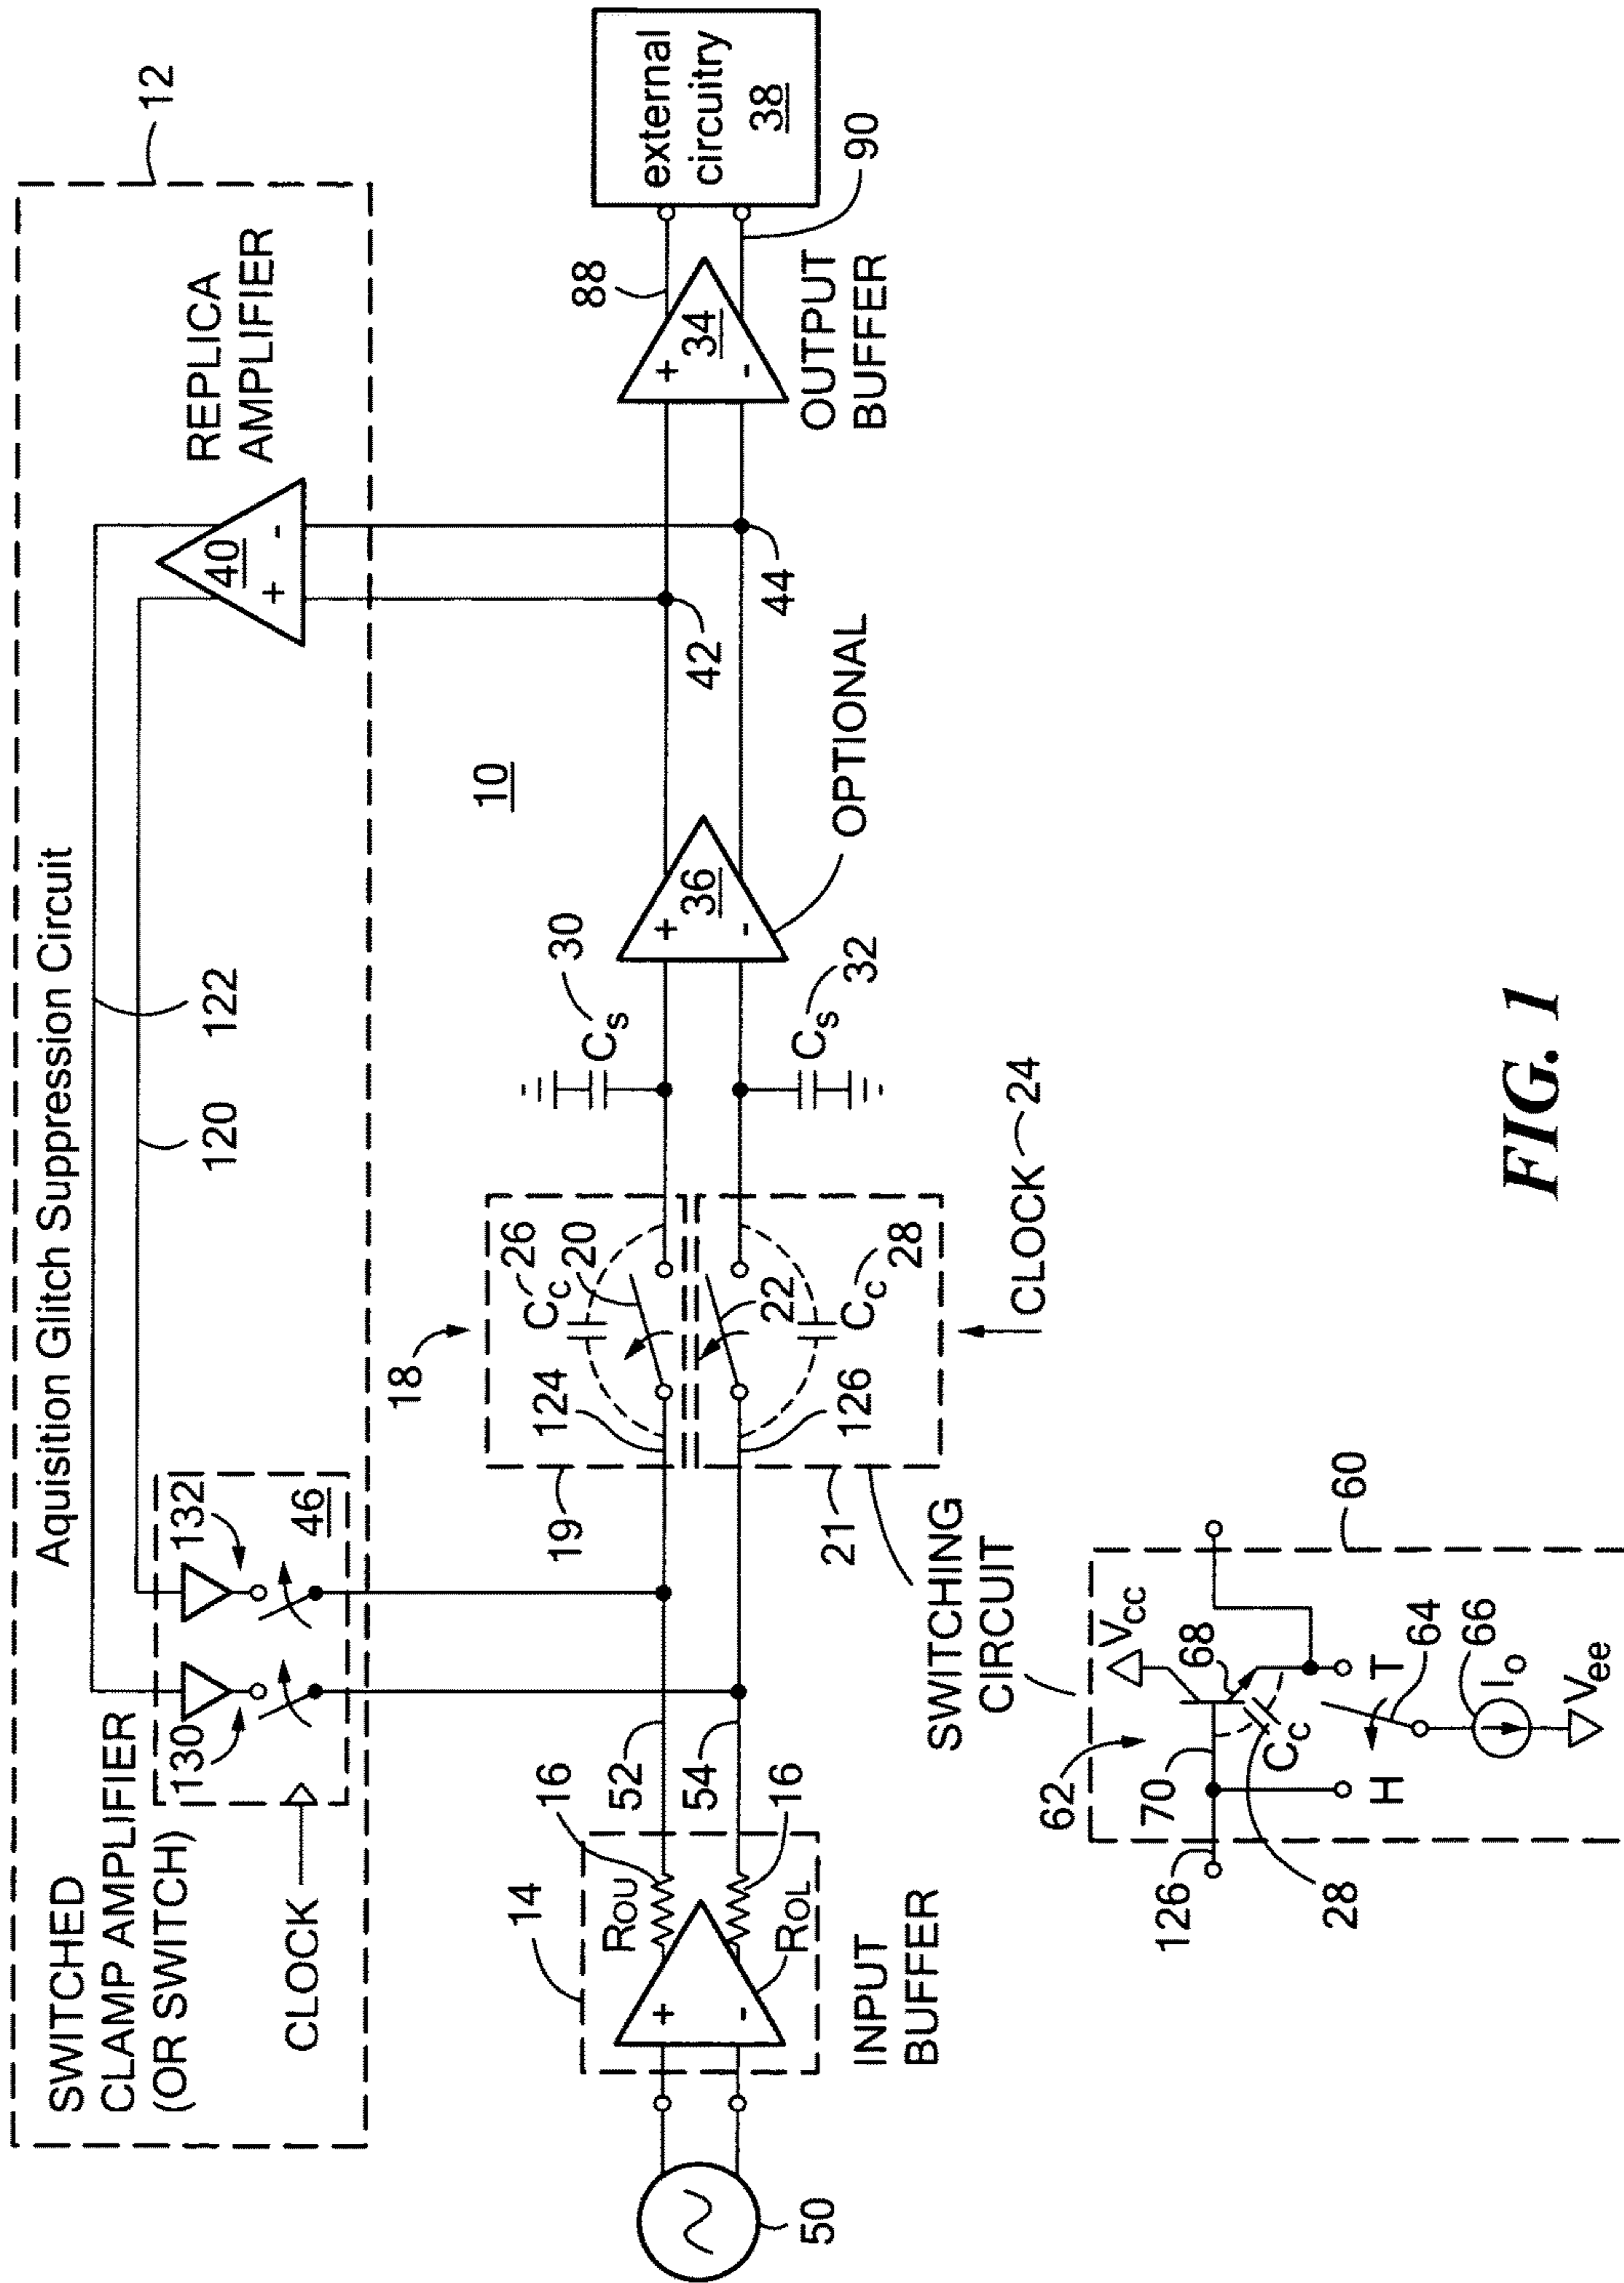 Aquisition Glitch Suppression Circuit
12
SWITCHED
CLAMP AMPLIFIER
(OR SWITCH)
CLOCK
130
132
46
120
122
REPLICA
AMPLIFIER
40
+
-
10
50
14
+
-
ROU
ROL
16
16
INPUT
BUFFER
52
54
18
19
21
124
126
Cc
26
20
22
Cc
28
CLOCK 24
SWITCHING
CIRCUIT
Cs
30
Cs
32
36
+
-
OPTIONAL
42
44
34
+
-
OUTPUT
BUFFER
88
90
external
circuitry
38
60
62
126
70
28
Cc
68
Vcc
H
T
64
66
Io
Vee
FIG. 1